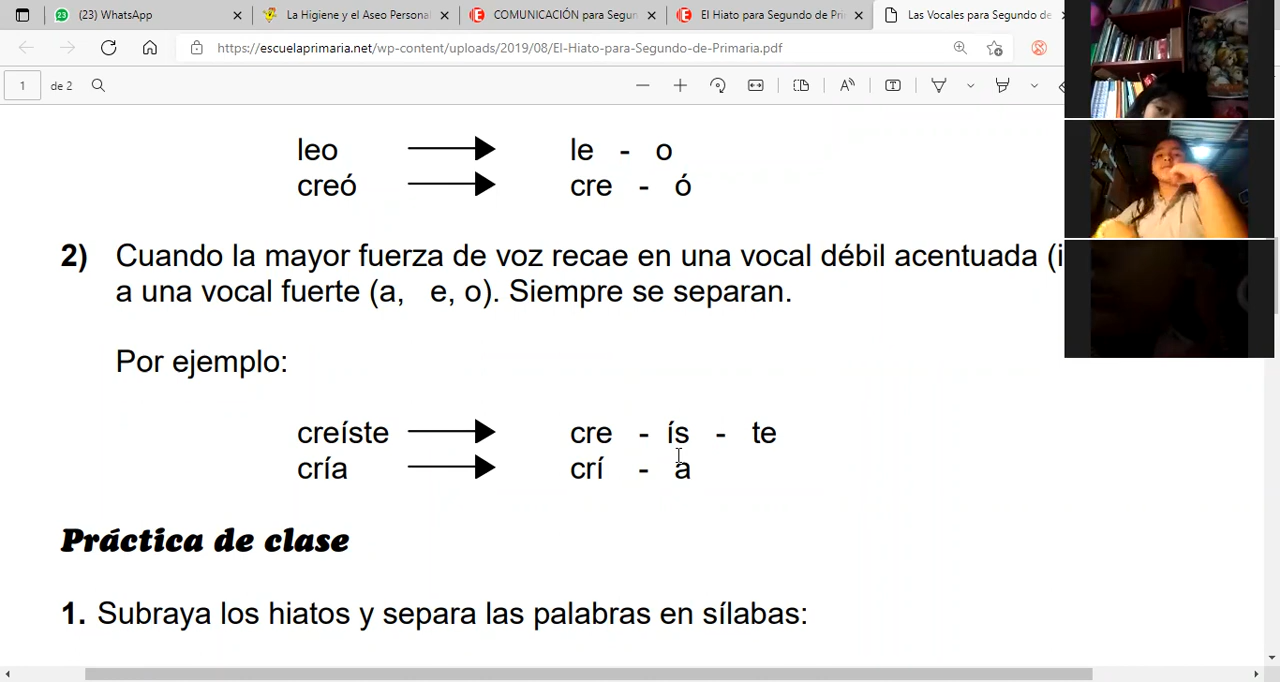 (23) WhatsApp
La Higiene y el Aseo Personal
COMUNICACIÓN para Segun
El Hiato para Segundo de Pri
Las Vocales para Segundo de
https://escuelaprimaria.net/wp-content/uploads/2019/08/El-Hiato-para-Segundo-de-Primaria.pdf
1 de 2
leo le - o
creó cre - ó
2) Cuando la mayor fuerza de voz recae en una vocal débil acentuada (i
a una vocal fuerte (a, e, o). Siempre se separan.
Por ejemplo:
creíste cre - ís - te
cría crí - a
Práctica de clase
1. Subraya los hiatos y separa las palabras en sílabas: